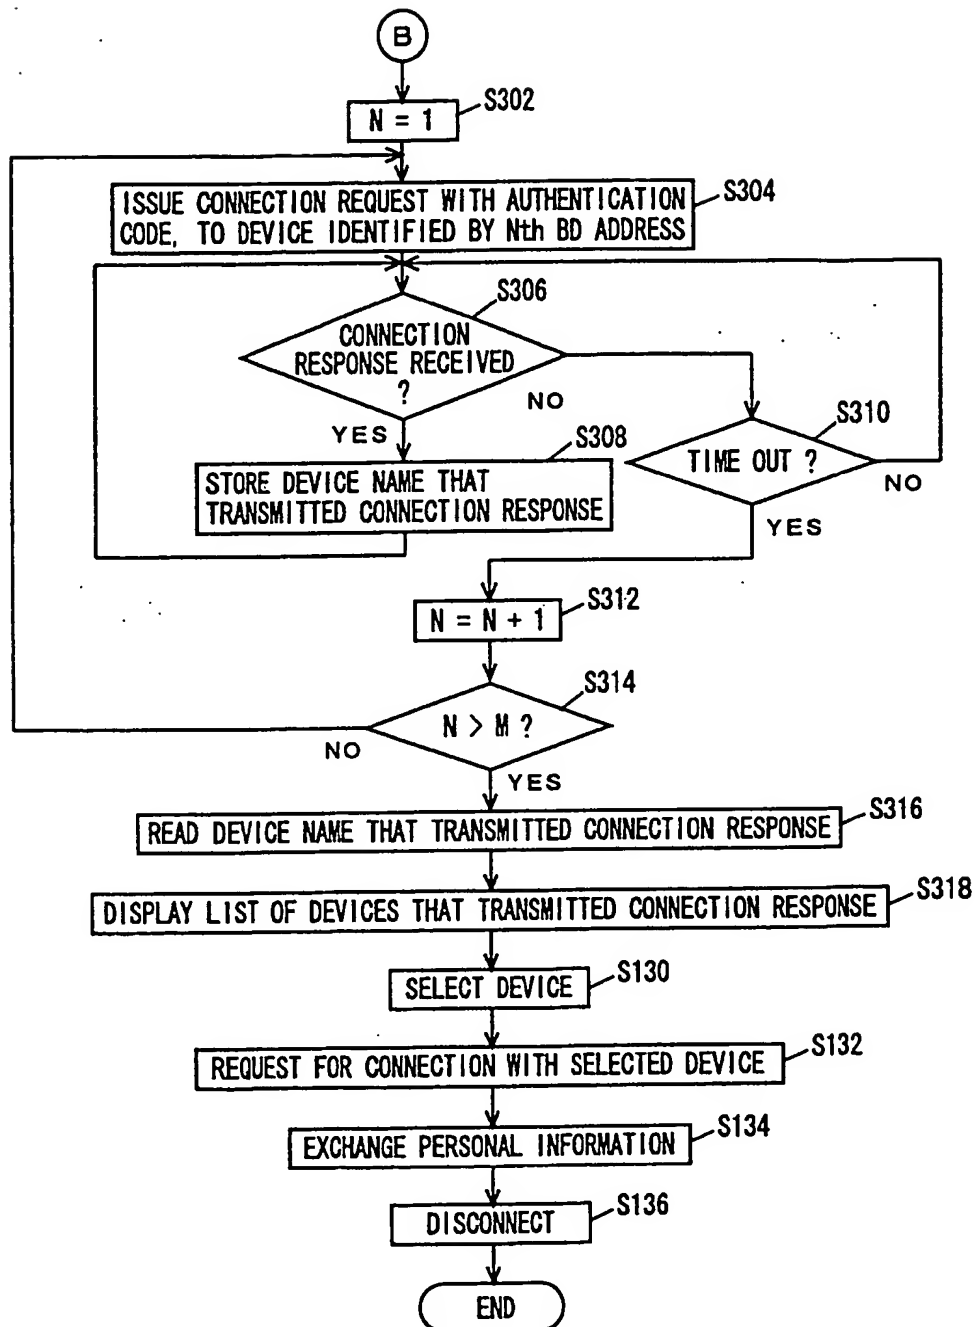 B
S302
N = 1
S304
ISSUE CONNECTION REQUEST WITH AUTHENTICATION
CODE, TO DEVICE IDENTIFIED BY Nth BD ADDRESS
S306
CONNECTION
RESPONSE RECEIVED
?
NO
YES
S310
TIME OUT ?
NO
YES
S308
STORE DEVICE NAME THAT
TRANSMITTED CONNECTION RESPONSE
S312
N = N + 1
S314
N > M ?
NO
YES
S316
READ DEVICE NAME THAT TRANSMITTED CONNECTION RESPONSE
S318
DISPLAY LIST OF DEVICES THAT TRANSMITTED CONNECTION RESPONSE
S130
SELECT DEVICE
S132
REQUEST FOR CONNECTION WITH SELECTED DEVICE
S134
EXCHANGE PERSONAL INFORMATION
S136
DISCONNECT
END